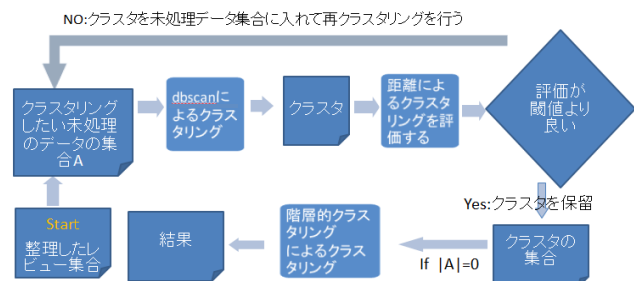 NO:クラスタを未処理データ集合に入れて再クラスタリングを行う
クラスタリング
したい未処理
のデータの集
合A
dbscanに
よるクラス
タリング
クラスタ
距離によ
るクラスタ
リングを評
価する
評価が
閾値より
良い
Yes:クラスタを保留
Start
整理したレ
ビュー集合
結果
階層的クラス
タリング
によるクラス
タリング
If |A|=0
クラスタの
集合